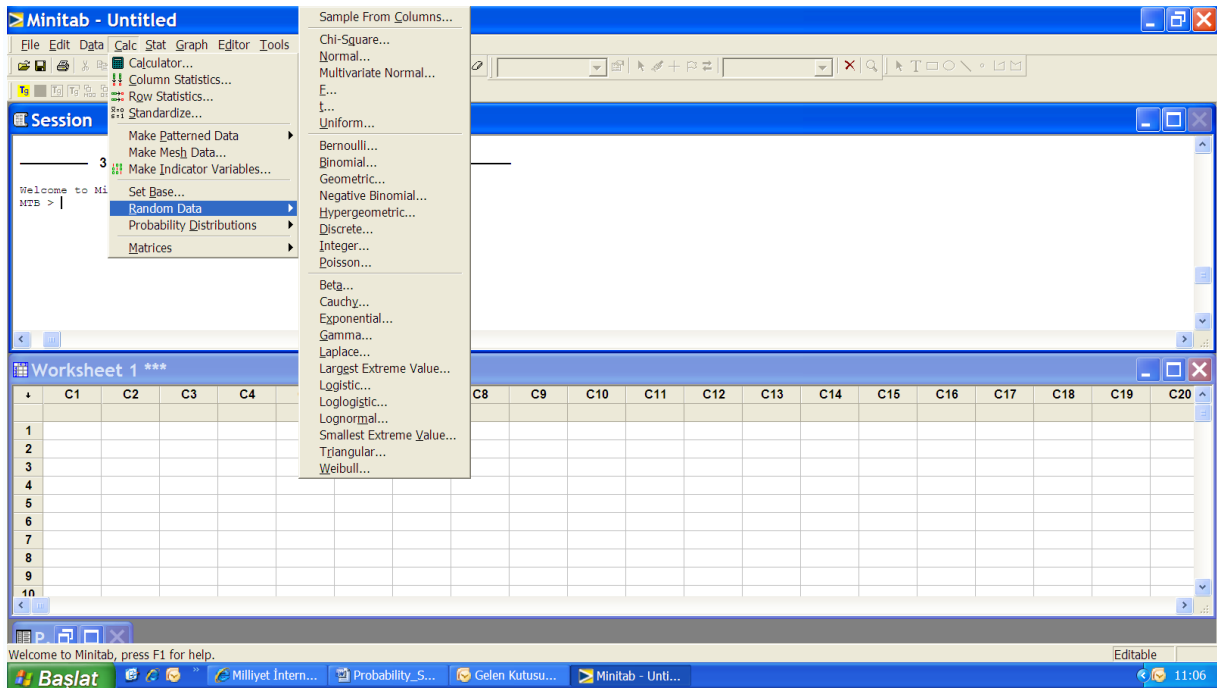 Minitab - Untitled
File Edit Data Calc Stat Graph Editor Tools
Calculator...
Column Statistics...
Row Statistics...
Standardize...
Make Patterned Data
Make Mesh Data...
Make Indicator Variables...
Set Base...
Random Data
Probability Distributions
Matrices
Sample From Columns...
Chi-Square...
Normal...
Multivariate Normal...
F...
t...
Uniform...
Bernoulli...
Binomial...
Geometric...
Negative Binomial...
Hypergeometric...
Discrete...
Integer...
Poisson...
Beta...
Cauchy...
Exponential...
Gamma...
Laplace...
Largest Extreme Value...
Logistic...
Loglogistic...
Lognormal...
Smallest Extreme Value...
Triangular...
Weibull...
Session
3
Welcome to Mi
MTB >
Worksheet 1 ***
C1 C2 C3 C4 C8 C9 C10 C11 C12 C13 C14 C15 C16 C17 C18 C19 C20
1
2
3
4
5
6
7
8
9
10
P...
Welcome to Minitab, press F1 for help. Editable
Başlat Milliyet İntern... Probability_S... Gelen Kutusu... Minitab - Unti... 11:06